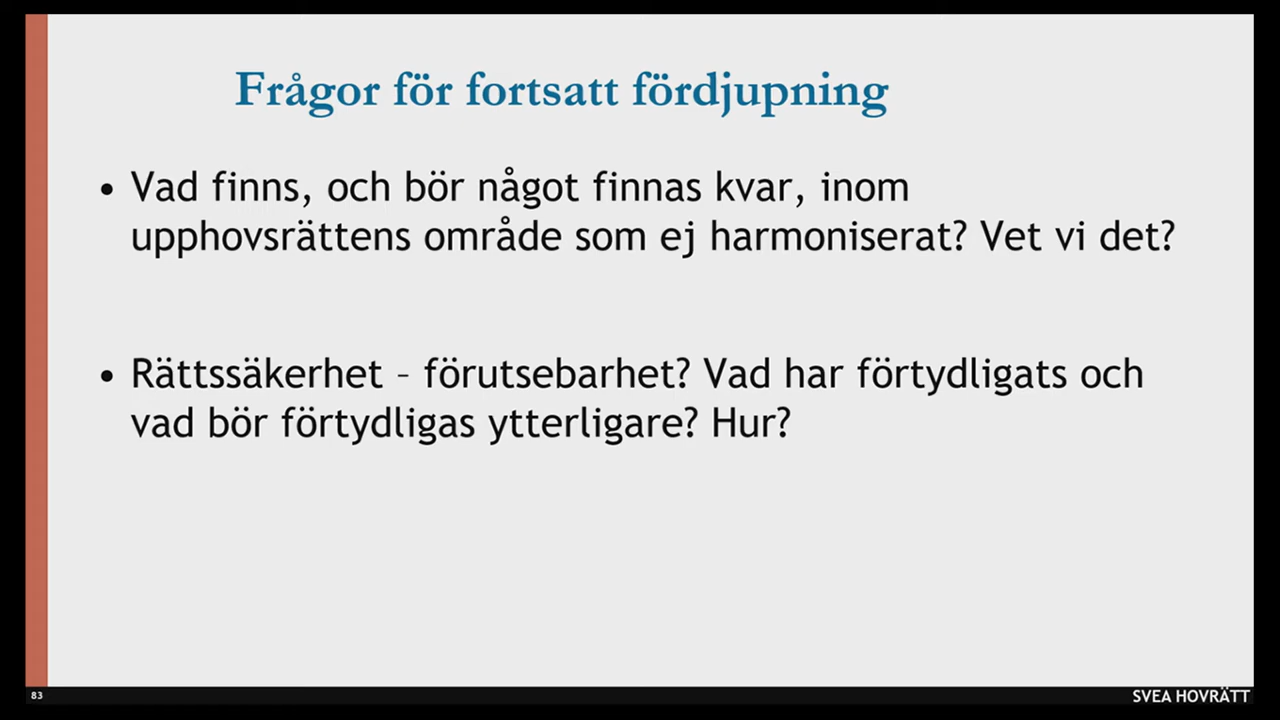 Frågor för fortsatt fördjupning
• Vad finns, och bör något finnas kvar, inom
upphovsrättens område som ej harmoniserat? Vet vi det?
• Rättssäkerhet – förutsebarhet? Vad har förtydligats och
vad bör förtydligas ytterligare? Hur?
83
SVEA HOVRÄTT